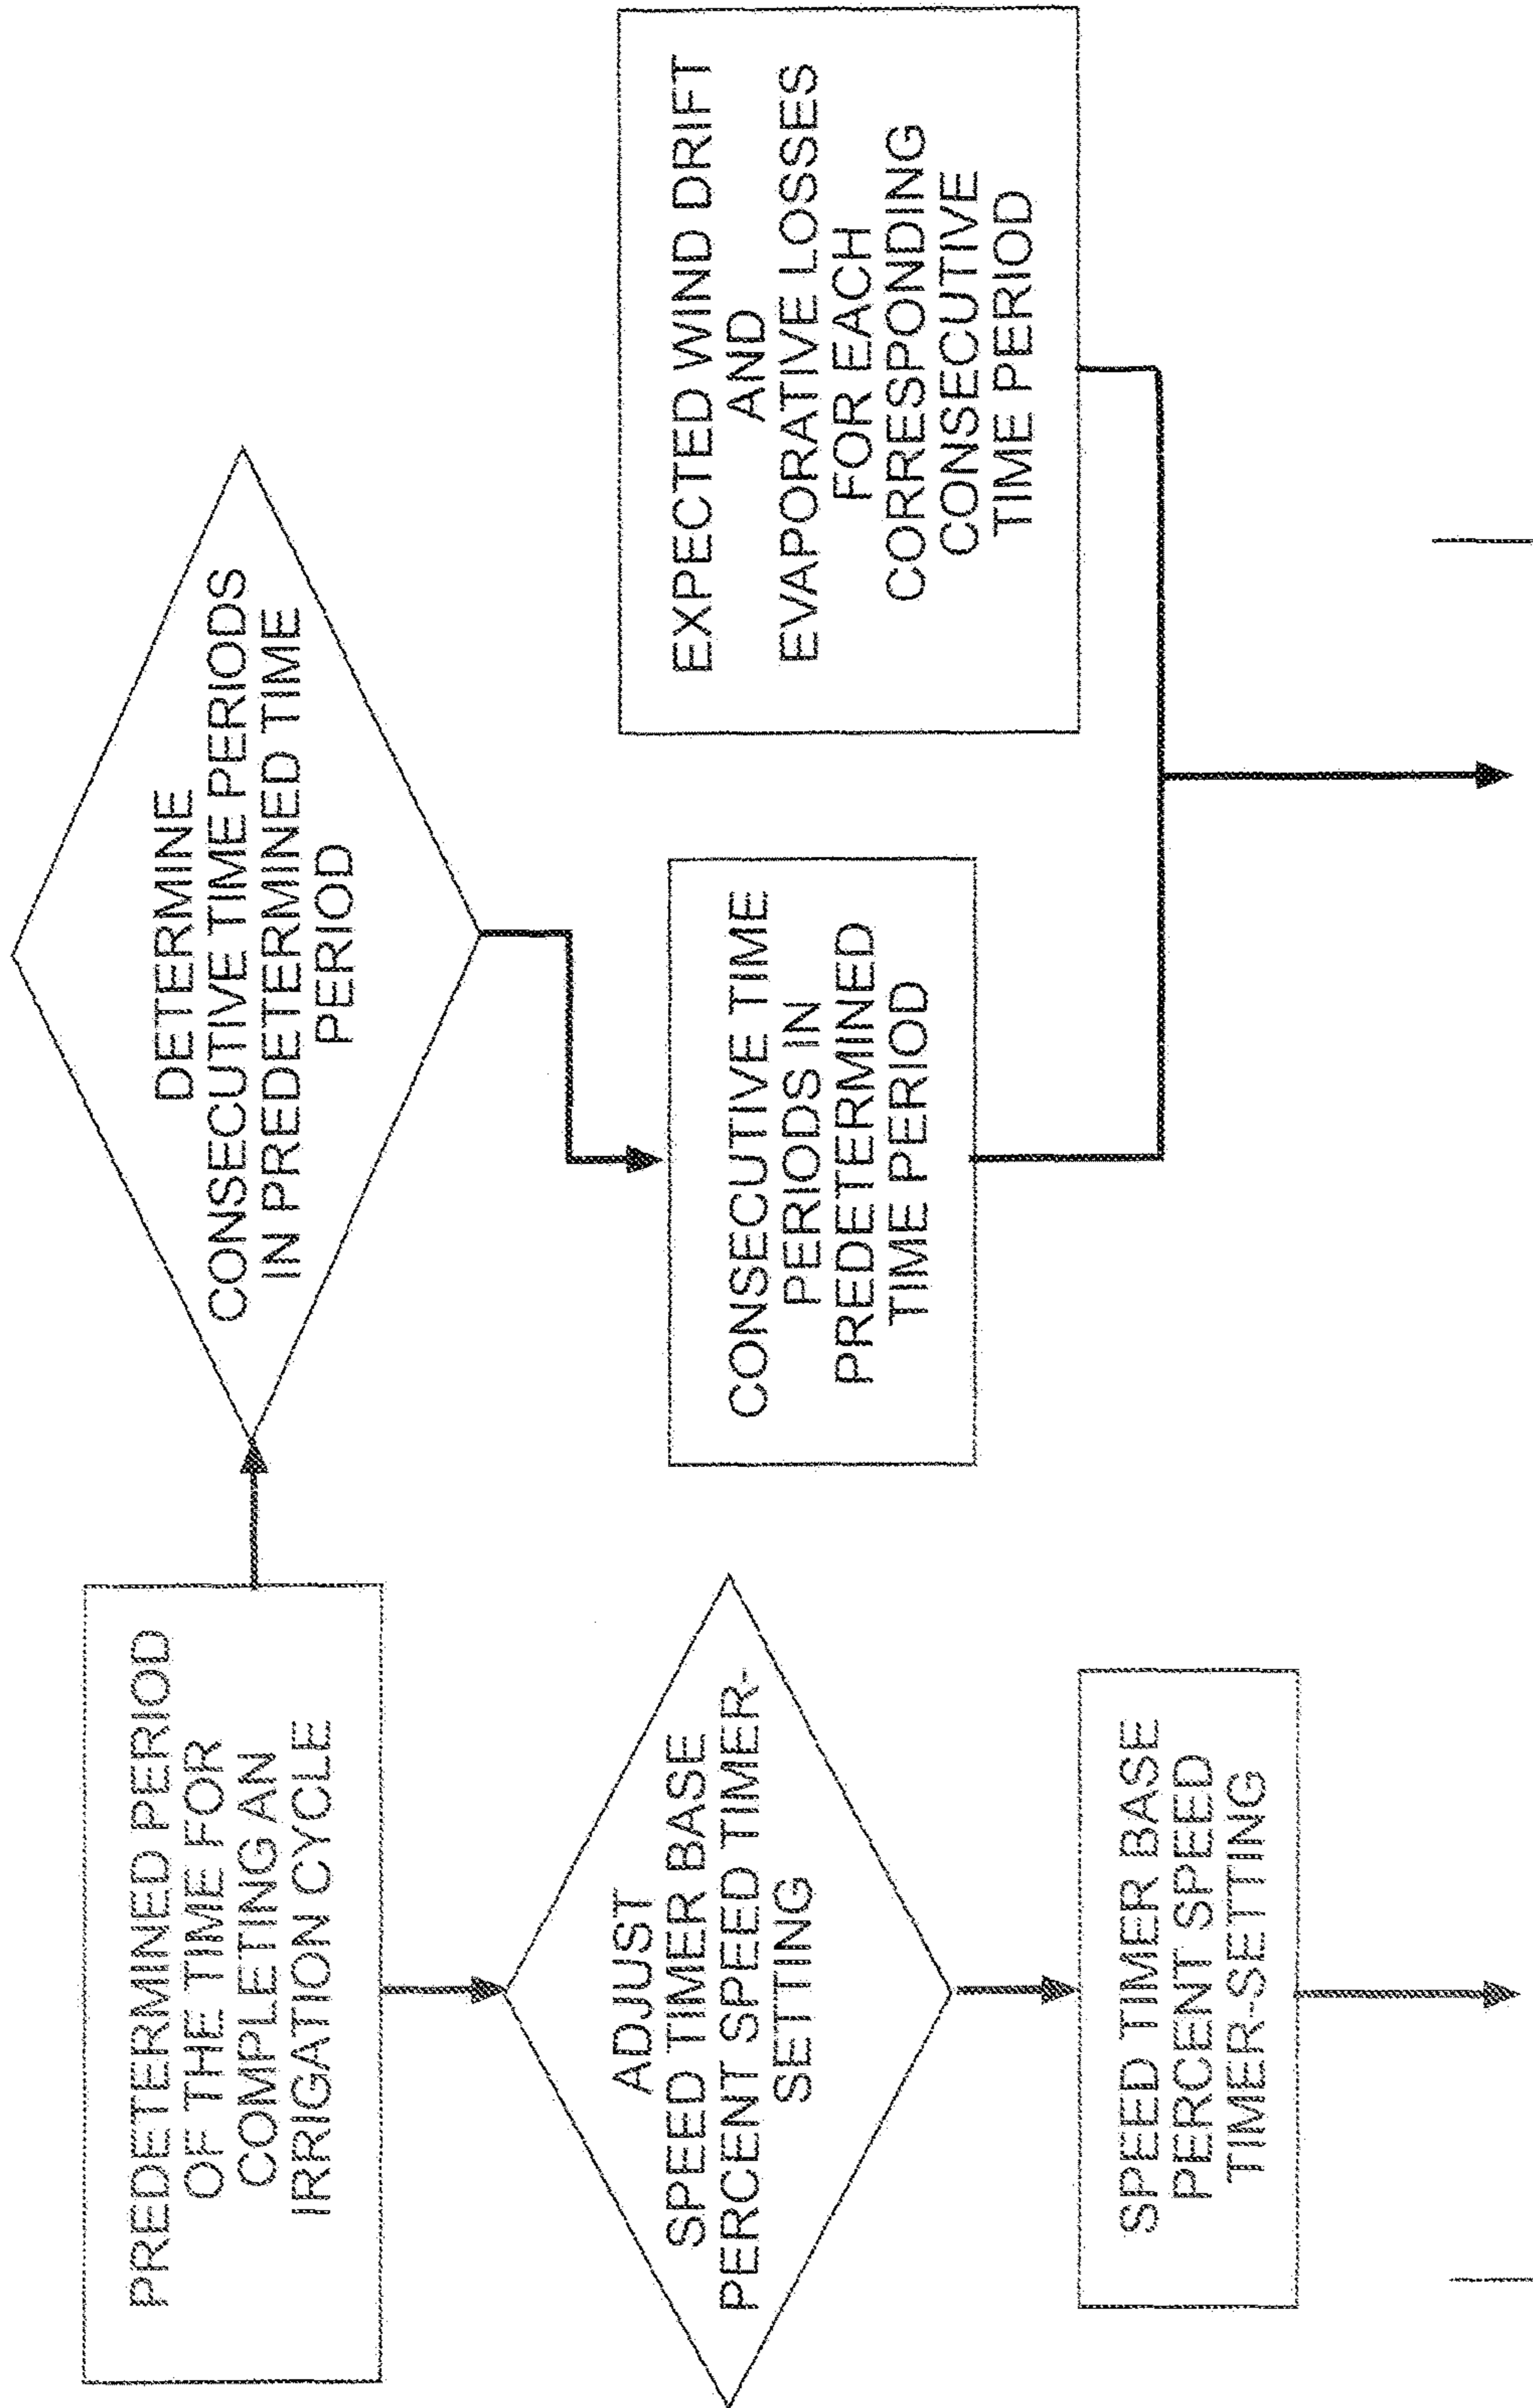 PREDETERMINED PERIOD
OF THE TIME FOR
COMPLETING AN
IRRIGATION CYCLE
DETERMINE
CONSECUTIVE TIME PERIODS
IN PREDETERMINED TIME
PERIOD
ADJUST
SPEED TIMER BASE
PERCENT SPEED TIMER-
SETTING
CONSECUTIVE TIME
PERIODS IN
PREDETERMINED
TIME PERIOD
EXPECTED WIND DRIFT
AND
EVAPORATIVE LOSSES
FOR EACH
CORRESPONDING
CONSECUTIVE
TIME PERIOD
SPEED TIMER BASE
PERCENT SPEED
TIMER-SETTING